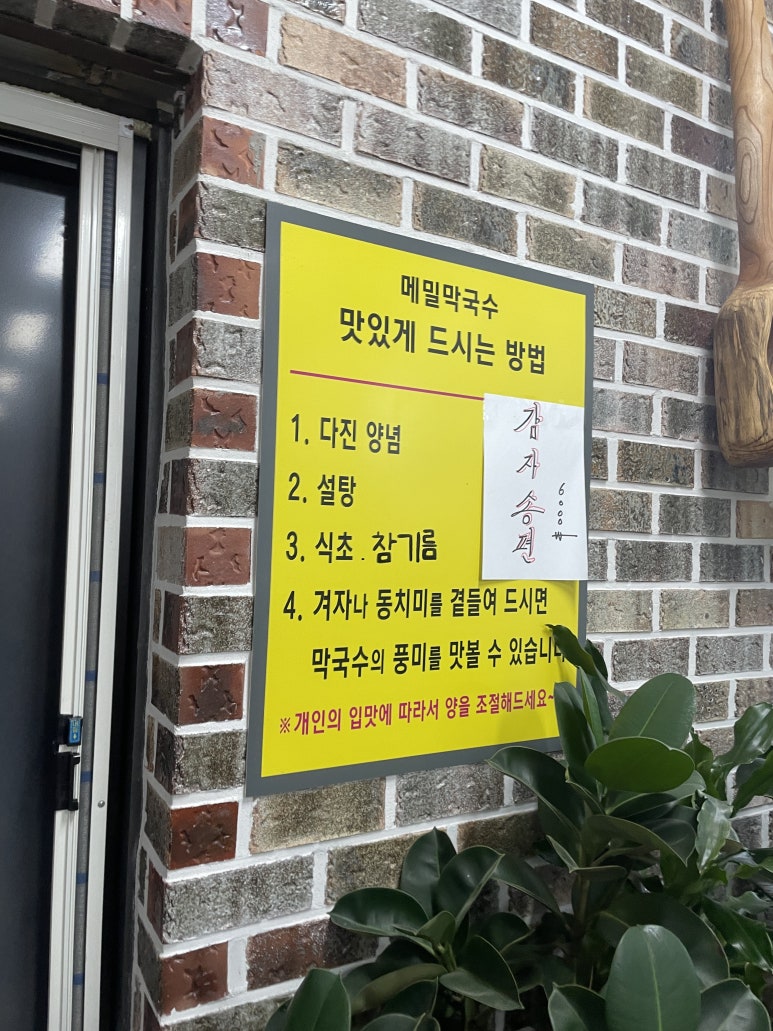 메밀막국수
맛있게 드시는 방법
1. 다진 양념
2. 설탕
3. 식초. 참기름
4. 겨자나 동치미를 곁들여 드시면
막국수의 풍미를 맛볼 수 있습니다
※ 개인의 입맛에 따라서 양을 조절해드세요~
감자송편
6000₩